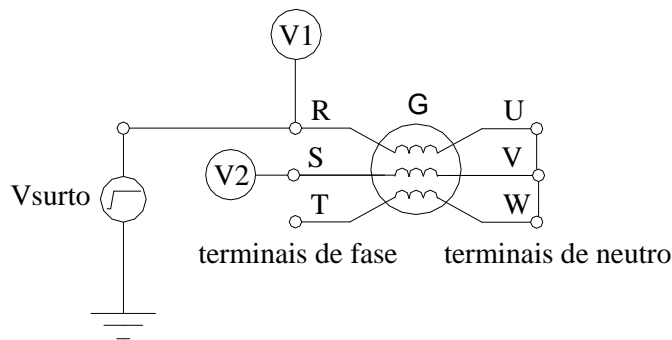 V1
R G U
V2 S V
Vsurto
T W
terminais de fase terminais de neutro